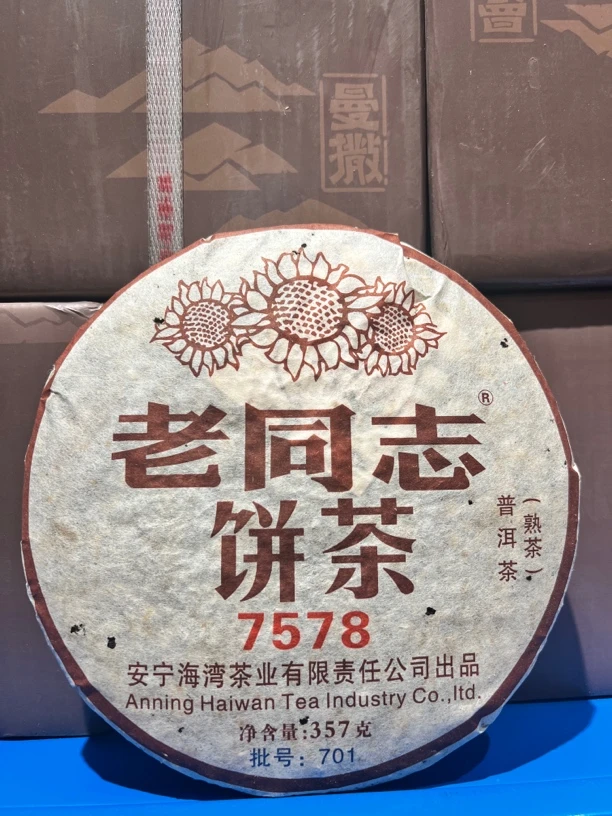 曼撒
曼
老同志®
饼茶
普洱茶
(熟茶)
7578
安宁海湾茶业有限责任公司出品
Anning Haiwan Tea Industry Co.,ltd.
净含量:357克
批号:701